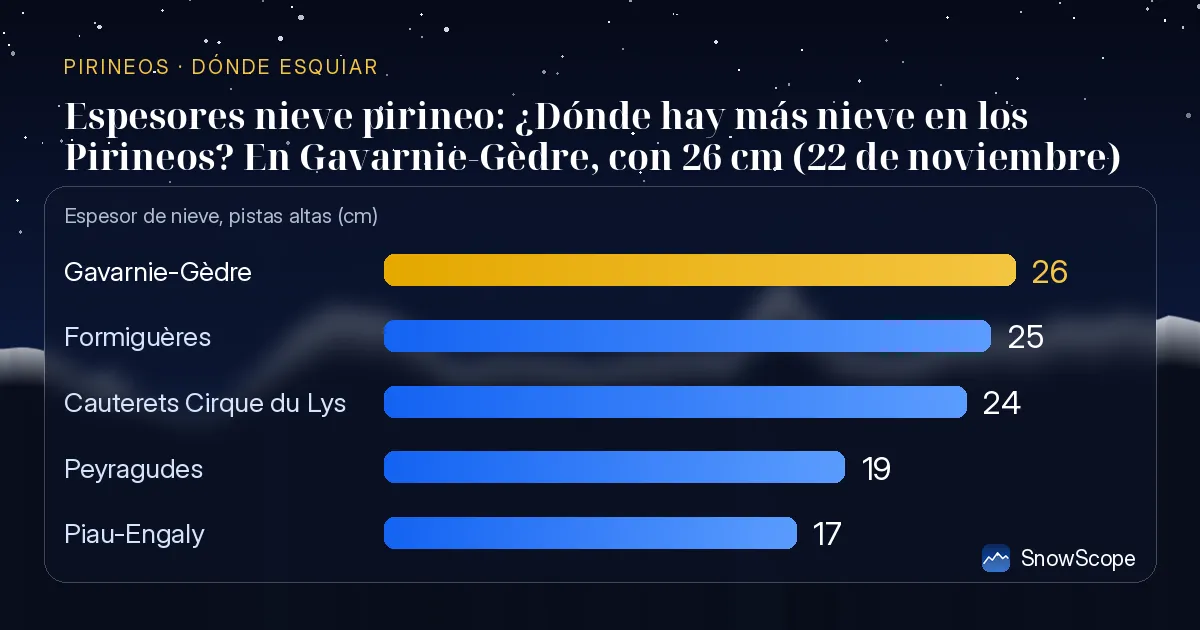 PIRINEOS · DÓNDE ESQUIAR
Espesores nieve pirineo: ¿Dónde hay más nieve en los
Pirineos? En Gavarnie-Gèdre, con 26 cm (22 de noviembre)
Espesor de nieve, pistas altas (cm)
Gavarnie-Gèdre 26
Formiguères 25
Cauterets Cirque du Lys 24
Peyragudes 19
Piau-Engaly 17
SnowScope